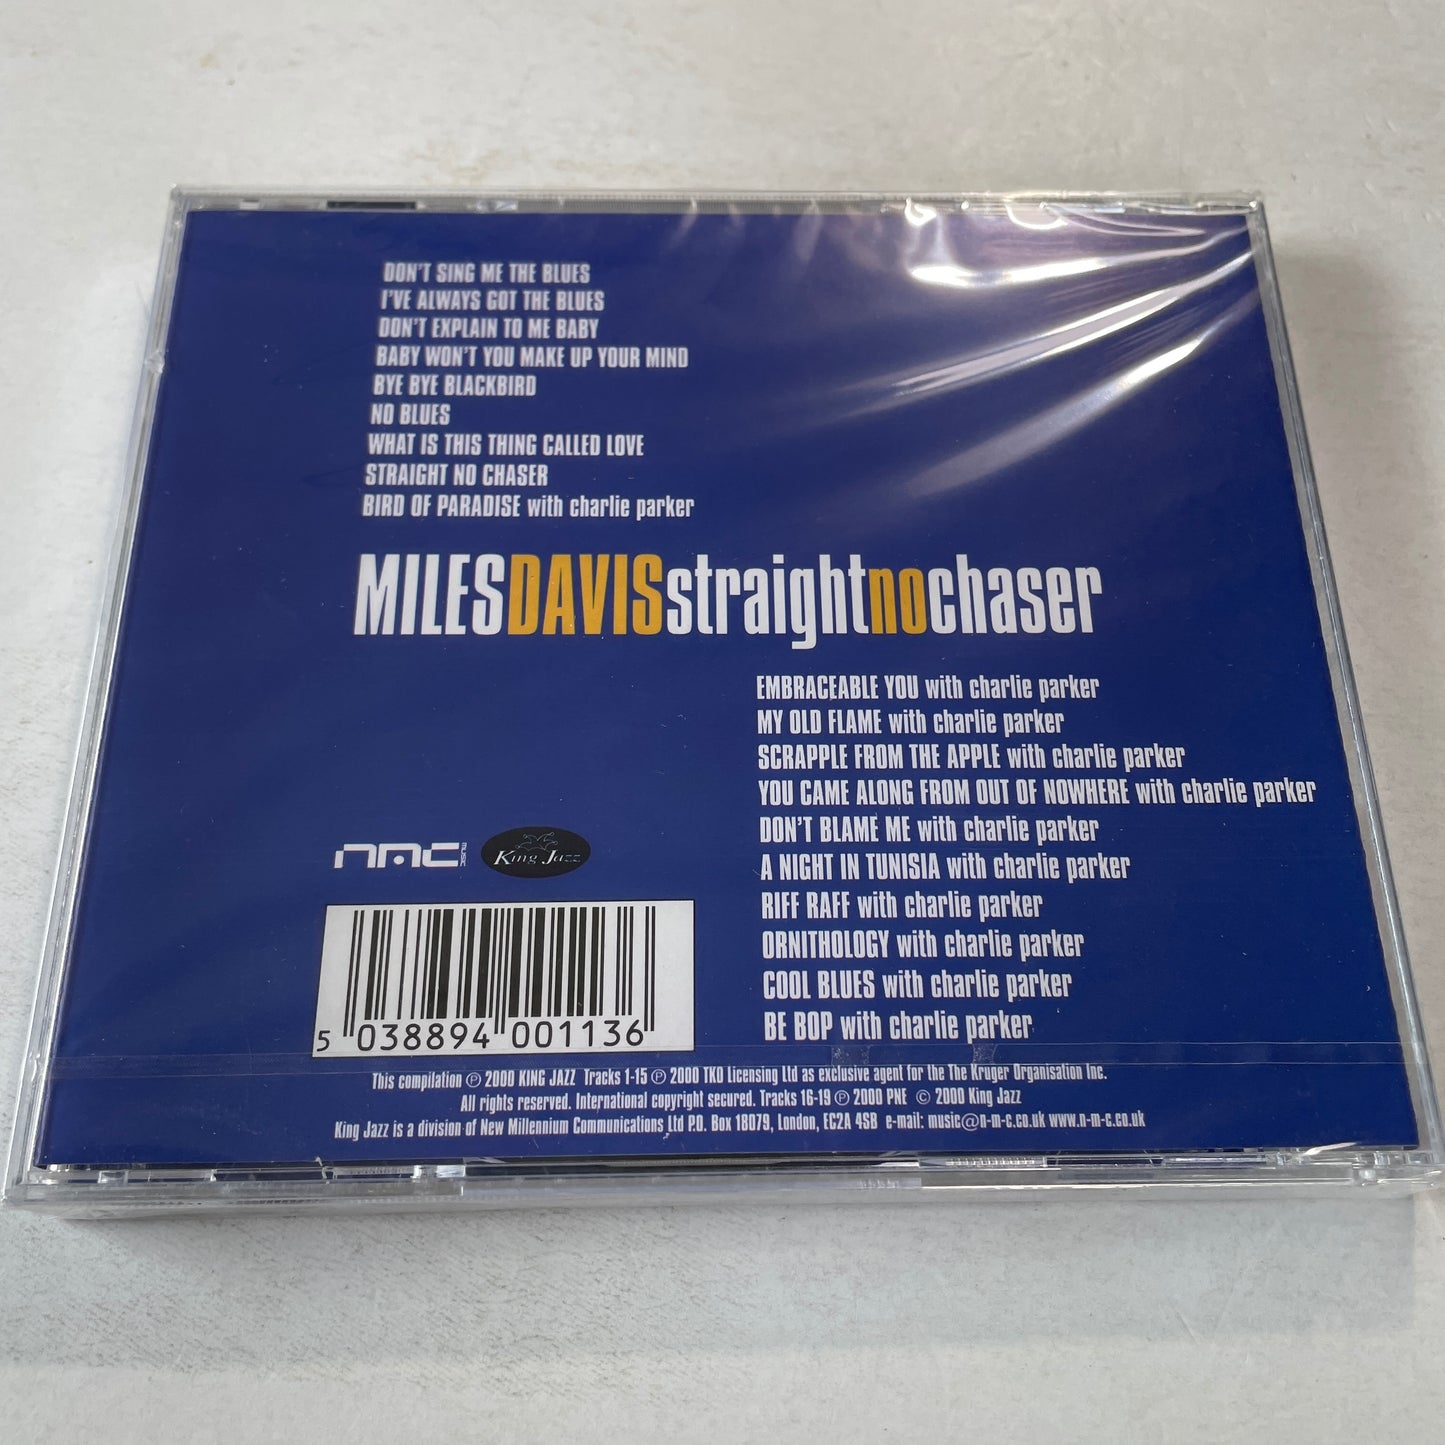 DON'T SING ME THE BLUES
I'VE ALWAYS GOT THE BLUES
DON'T EXPLAIN TO ME BABY
BABY WON'T YOU MAKE UP YOUR MIND
BYE BYE BLACKBIRD
NO BLUES
WHAT IS THIS THING CALLED LOVE
STRAIGHT NO CHASER
BIRD OF PARADISE with charlie parker
MILESDAVISstraightnochaser
EMBRACEABLE YOU with charlie parker
MY OLD FLAME with charlie parker
SCRAPPLE FROM THE APPLE with charlie parker
YOU CAME ALONG FROM OUT OF NOWHERE with charlie parker
DON'T BLAME ME with charlie parker
A NIGHT IN TUNISIA with charlie parker
RIFF RAFF with charlie parker
ORNITHOLOGY with charlie parker
COOL BLUES with charlie parker
BE BOP with charlie parker
nmc MUSIC
King Jazz
5 038894 001136
This compilation ℗ 2000 KING JAZZ Tracks 1-15 ℗ 2000 TKO Licensing Ltd as exclusive agent for the The Kruger Organisation Inc.
All rights reserved. International copyright secured. Tracks 16-19 ℗ 2000 PNE © 2000 King Jazz
King Jazz is a division of New Millennium Communications Ltd P.O. Box 18079, London, EC2A 4SB e-mail: music@n-m-c.co.uk www.n-m-c.co.uk